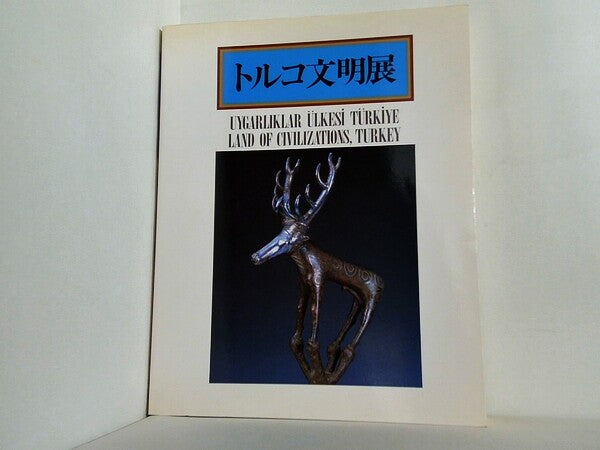 トルコ文明展
UYGARLIKLAR ÜLKESİ TÜRKİYE
LAND OF CIVILIZATIONS, TURKEY